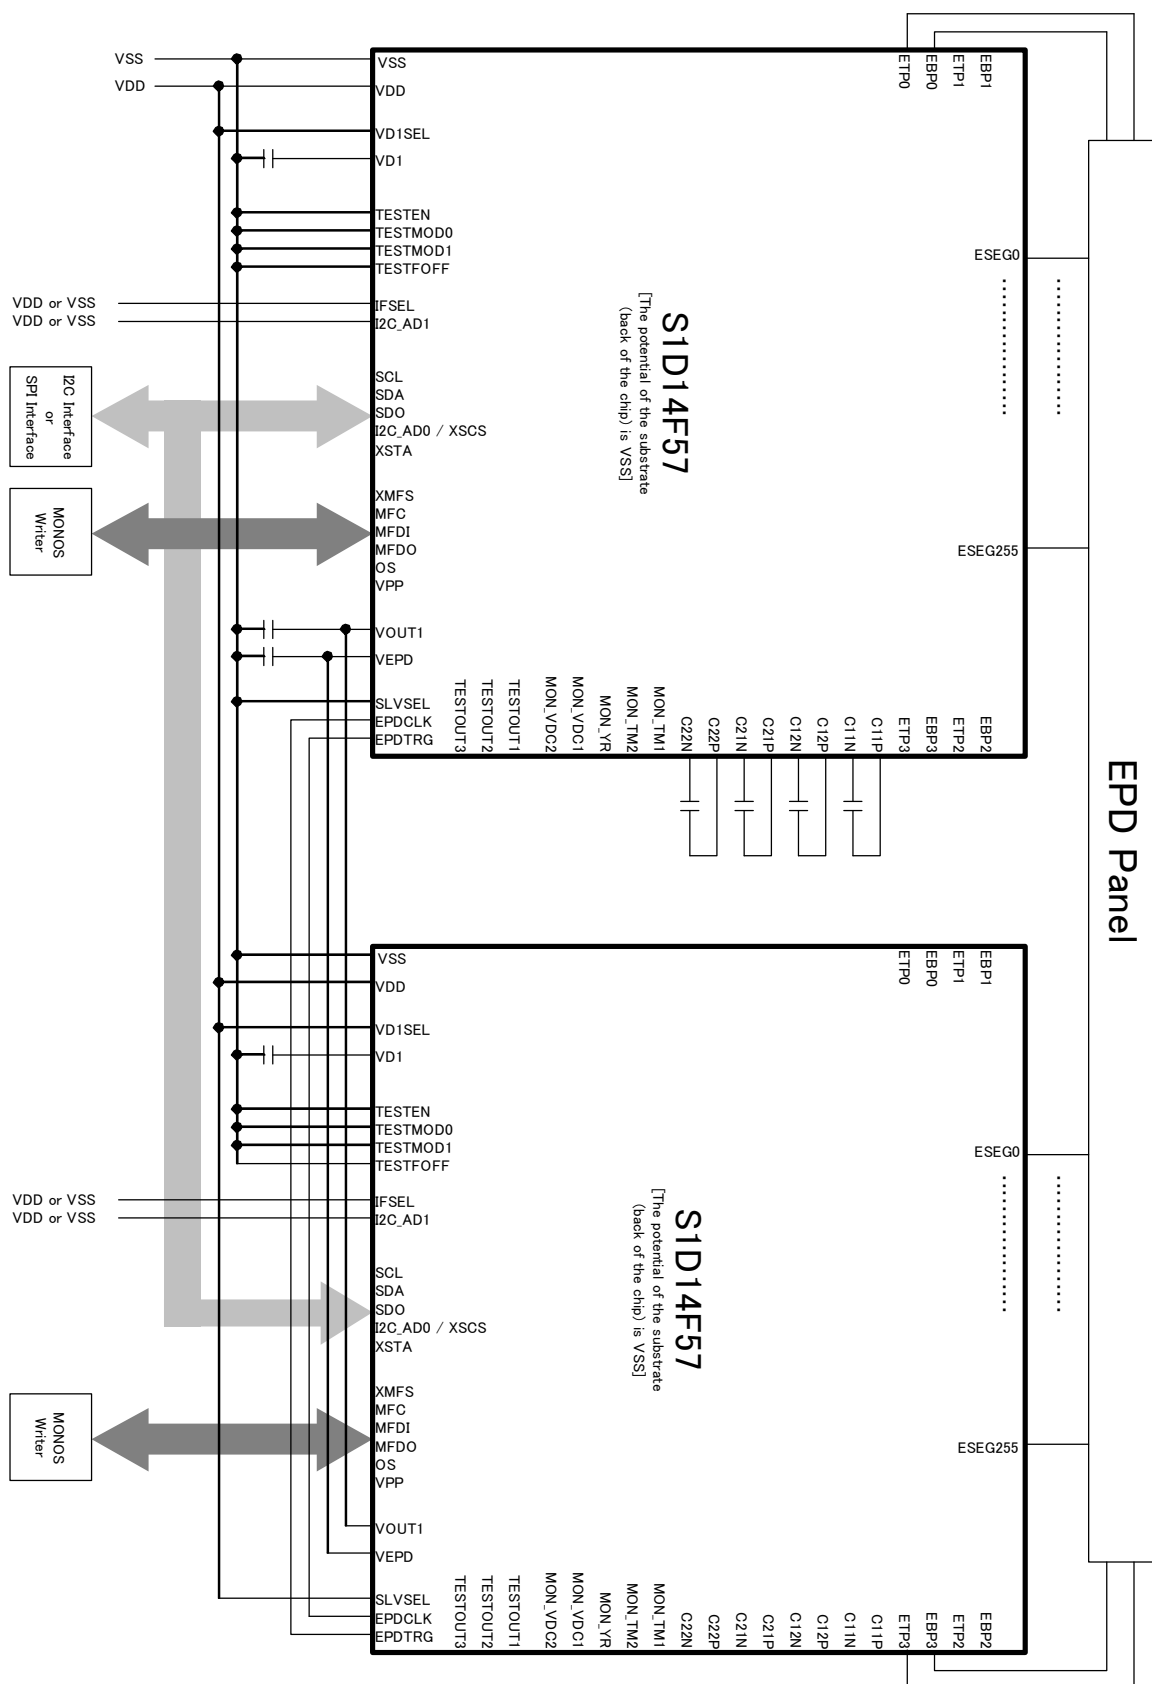 VSS
VDD
VDD or VSS
VDD or VSS
I2C Interface
or
SPI Interface
MONOS
Writer
VSS
VDD
VD1SEL
VD1
TESTEN
TESTMOD0
TESTMOD1
TESTFOFF
IFSEL
I2C_AD1
SCL
SDA
SDO
I2C_AD0 / XSCS
XSTA
XMFS
MFC
MFDI
MFDO
OS
VPP
VOUT1
VEPD
SLVSEL
EPDCLK
EPDTRG
TESTOUT3
TESTOUT2
TESTOUT1
MON_VDC2
MON_VDC1
MON_YR
MON_TM2
MON_TM1
C22N
C22P
C21N
C21P
C12N
C12P
C11N
C11P
ETP3
EBP3
ETP2
EBP2
ETP0
EBP0
ETP1
EBP1
ESEG0
ESEG255
S1D14F57
[The potential of the substrate
(back of the chip) is VSS]
EPD Panel
VDD or VSS
VDD or VSS
MONOS
Writer
VSS
VDD
VD1SEL
VD1
TESTEN
TESTMOD0
TESTMOD1
TESTFOFF
IFSEL
I2C_AD1
SCL
SDA
SDO
I2C_AD0 / XSCS
XSTA
XMFS
MFC
MFDI
MFDO
OS
VPP
VOUT1
VEPD
SLVSEL
EPDCLK
EPDTRG
TESTOUT3
TESTOUT2
TESTOUT1
MON_VDC2
MON_VDC1
MON_YR
MON_TM2
MON_TM1
C22N
C22P
C21N
C21P
C12N
C12P
C11N
C11P
ETP3
EBP3
ETP2
EBP2
ETP0
EBP0
ETP1
EBP1
ESEG0
ESEG255
S1D14F57
[The potential of the substrate
(back of the chip) is VSS]